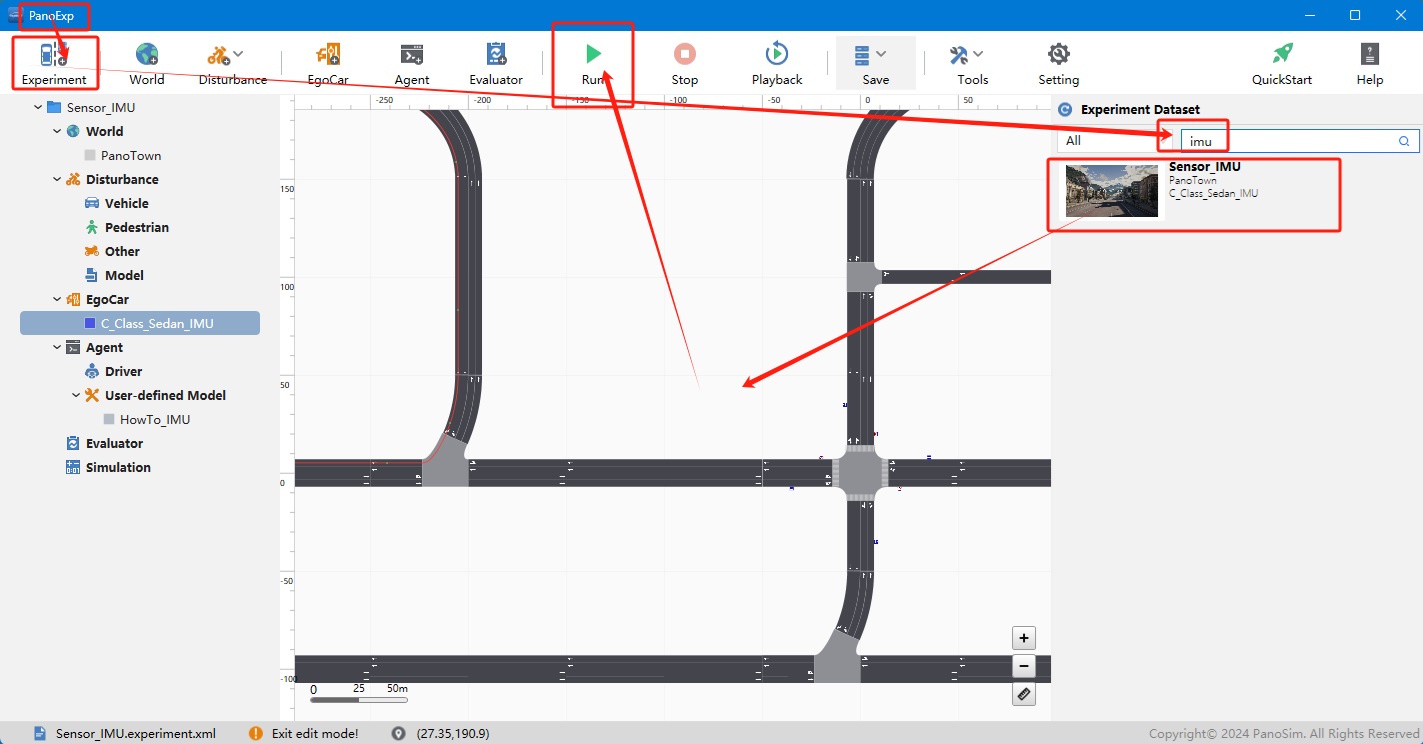 PanoExp
Experiment
World
Disturbance
EgoCar
Agent
Evaluator
Run
Stop
Playback
Save
Tools
Setting
QuickStart
Help
Sensor_IMU
World
PanoTown
Disturbance
Vehicle
Pedestrian
Other
Model
EgoCar
C_Class_Sedan_IMU
Agent
Driver
User-defined Model
HowTo_IMU
Evaluator
Simulation
-250
-200
-150
-100
-50
0
50
150
100
50
0
-50
-100
0 25 50m
+
−
Experiment Dataset
All
imu
Sensor_IMU
PanoTown
C_Class_Sedan_IMU
Sensor_IMU.experiment.xml
Exit edit mode!
(27.35,190.9)
Copyright© 2024 PanoSim. All Rights Reserved